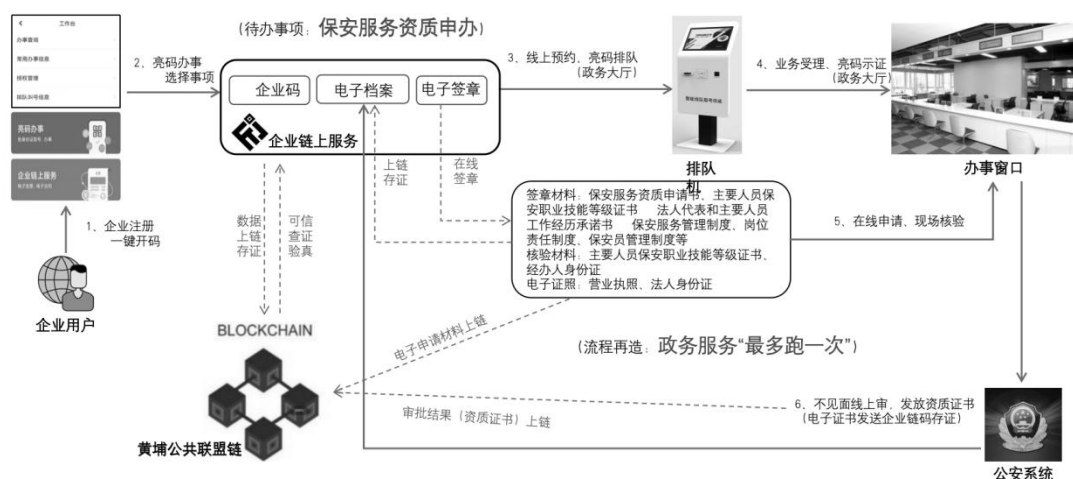 工作台
办事查询
常用办事信息
授权管理
排队叫号信息
亮码办事
企业链上服务
1、企业注册
一键开码
企业用户
2、亮码办事
选择事项
(待办事项：保安服务资质申办)
企业码
电子档案
电子签章
企业链上服务
3、线上预约、亮码排队
(政务大厅)
智能排队取号系统
排队
机
4、业务受理、亮码示证
(政务大厅)
办事窗口
数据
上链
存证
可信
查证
验真
上链
存证
在线
签章
签章材料：保安服务资质申请书、主要人员保
安职业技能等级证书 法人代表和主要人员
工作经历承诺书 保安服务管理制度、岗位
责任制度、保安员管理制度等
核验材料：主要人员保安职业技能等级证书、
经办人身份证
电子证照：营业执照、法人身份证
5、在线申请、现场核验
BLOCKCHAIN
黄埔公共联盟链
电子申请材料上链
(流程再造：政务服务“最多跑一次”)
审批结果（资质证书）上链
6、不见面线上审、发放资质证书
(电子证书发送企业链码存证)
公安系统